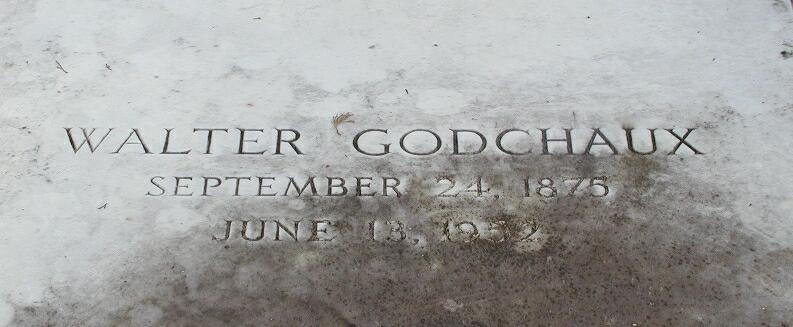 WALTER GODCHAUX
SEPTEMBER 24, 1875
JUNE 13, 1952